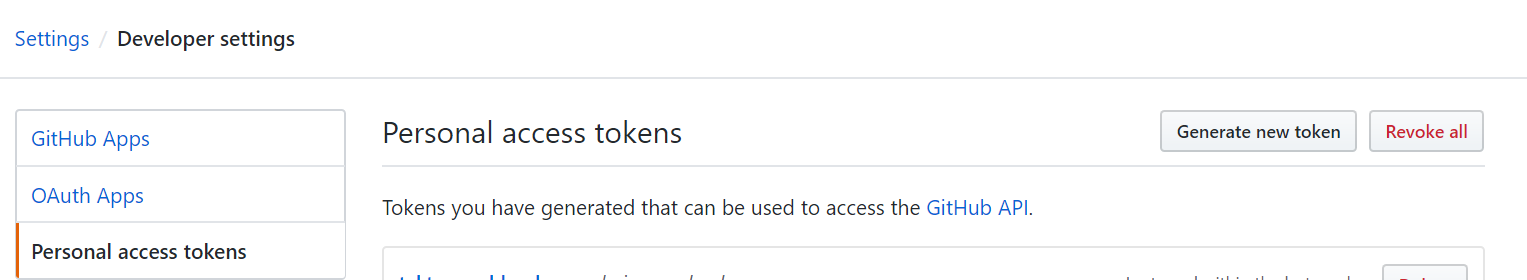 Settings / Developer settings
GitHub Apps
OAuth Apps
Personal access tokens
Personal access tokens
Generate new token
Revoke all
Tokens you have generated that can be used to access the GitHub API.